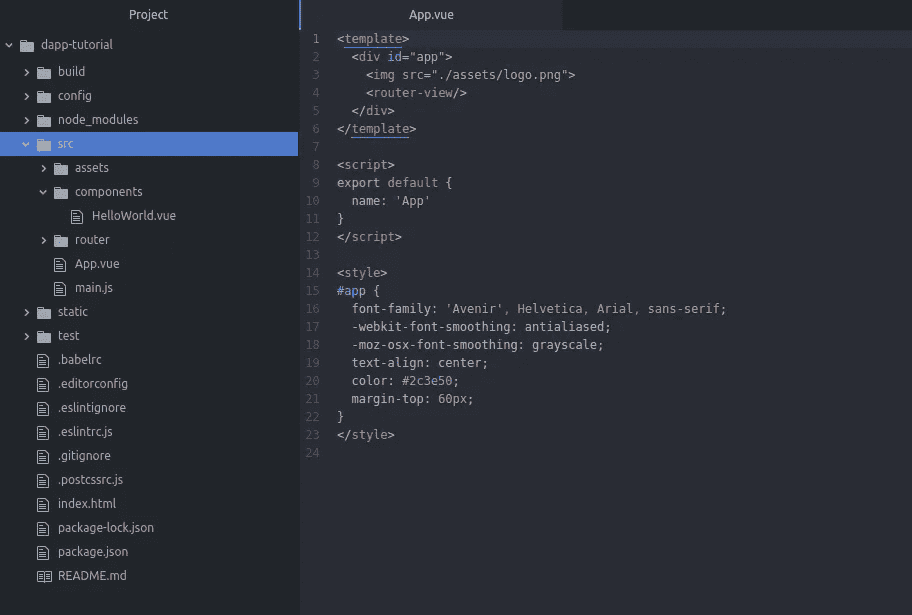 Project
dapp-tutorial
build
config
node_modules
src
assets
components
HelloWorld.vue
router
App.vue
main.js
static
test
.babelrc
.editorconfig
.eslintignore
.eslintrc.js
.gitignore
.postcssrc.js
index.html
package-lock.json
package.json
README.md
App.vue
1 <template>
2   <div id="app">
3     <img src="./assets/logo.png">
4     <router-view/>
5   </div>
6 </template>
7
8 <script>
9 export default {
10   name: 'App'
11 }
12 </script>
13
14 <style>
15 #app {
16   font-family: 'Avenir', Helvetica, Arial, sans-serif;
17   -webkit-font-smoothing: antialiased;
18   -moz-osx-font-smoothing: grayscale;
19   text-align: center;
20   color: #2c3e50;
21   margin-top: 60px;
22 }
23 </style>
24